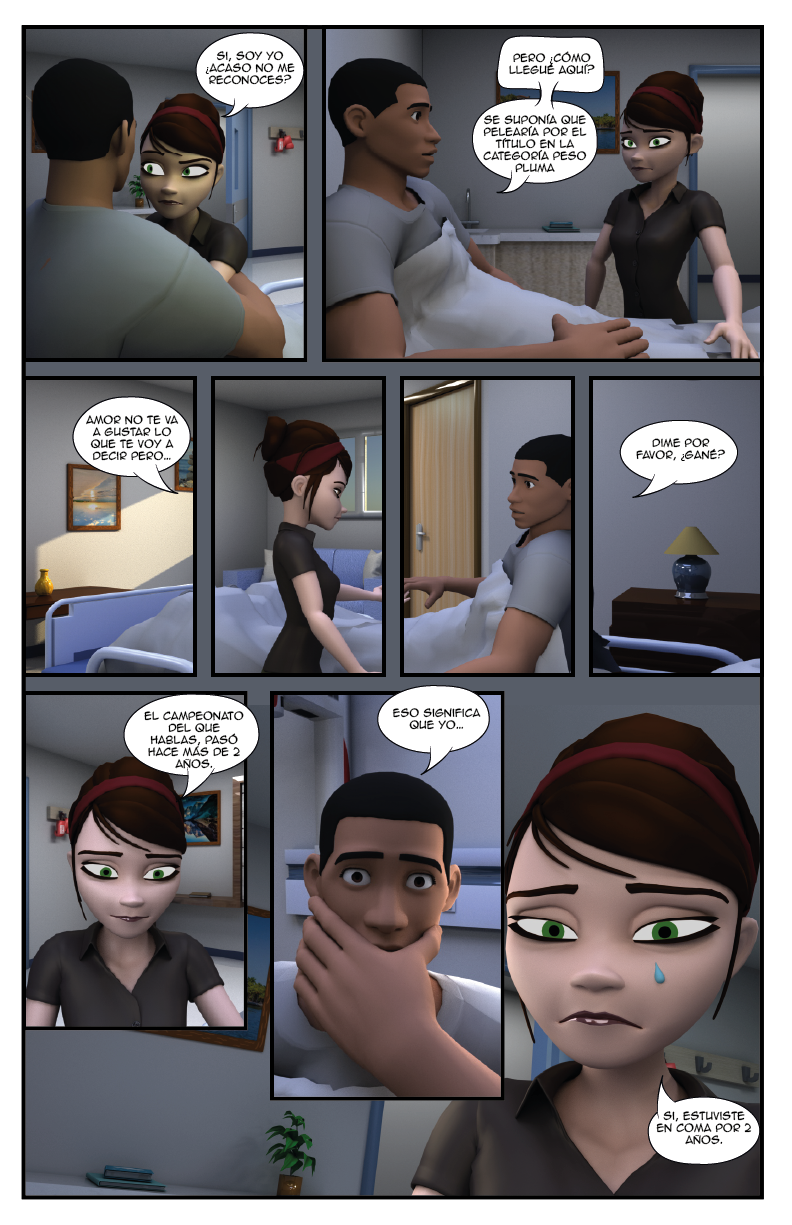 SI, SOY YO
¿ACASO NO ME
RECONOCES?
PERO ¿CÓMO
LLEGUÉ AQUÍ?
SE SUPONÍA QUE
PELEARÍA POR EL
TÍTULO EN LA
CATEGORÍA PESO
PLUMA
AMOR NO TE VA
A GUSTAR LO
QUE TE VOY A
DECIR PERO...
DIME POR
FAVOR, ¿GANÉ?
EL CAMPEONATO
DEL QUE
HABLAS, PASÓ
HACE MÁS DE 2
AÑOS.
ESO SIGNIFICA
QUE YO...
SI, ESTUVISTE
EN COMA POR 2
AÑOS.